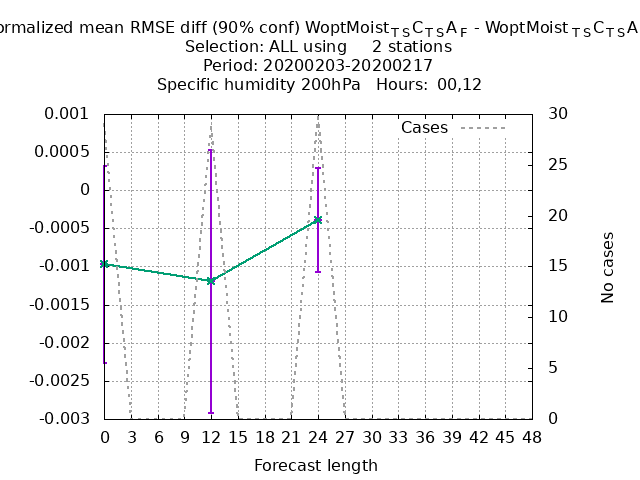 ormalized mean RMSE diff (90% conf) WoptMoistTSCTSAF - WoptMoistTSCTSA
Selection: ALL using 2 stations
Period: 20200203-20200217
Specific humidity 200hPa Hours: 00,12
0.001
0.0005
0
-0.0005
-0.001
-0.0015
-0.002
-0.0025
-0.003
Cases
30
25
20
15
10
5
0
No cases
0 3 6 9 12 15 18 21 24 27 30 33 36 39 42 45 48
Forecast length